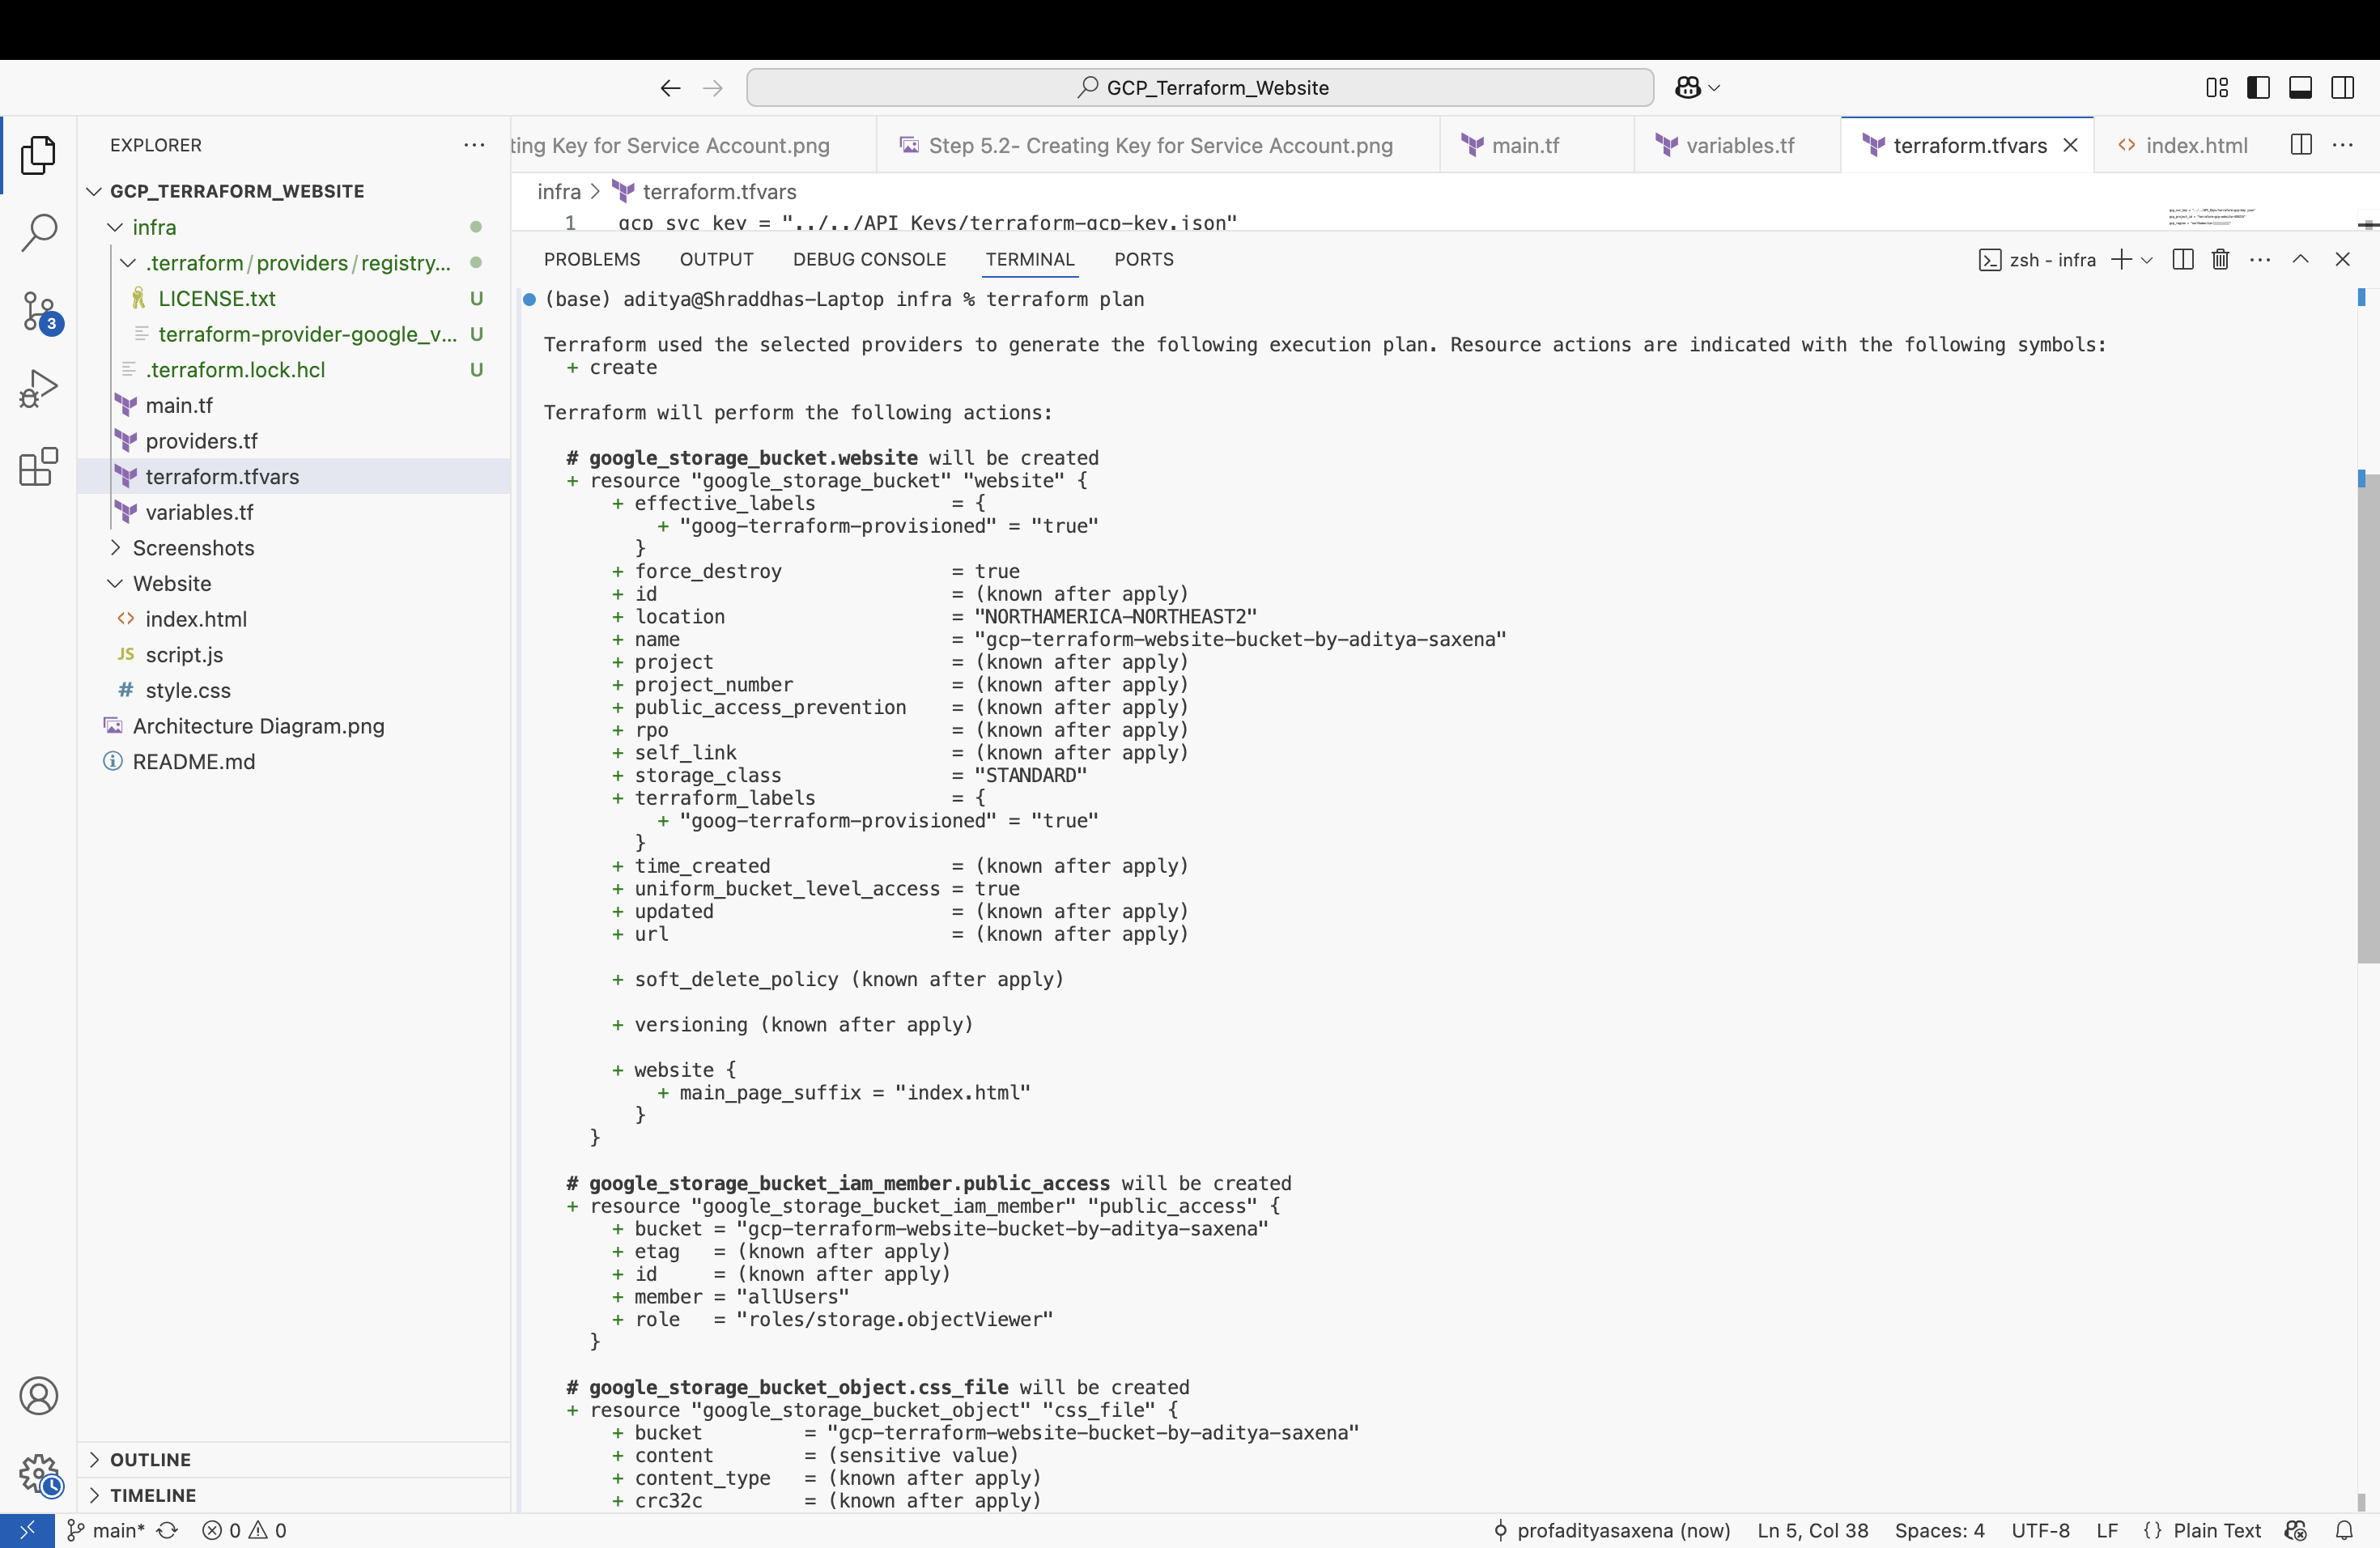 GCP_Terraform_Website
EXPLORER
ting Key for Service Account.png
Step 5.2- Creating Key for Service Account.png
main.tf
variables.tf
terraform.tfvars
index.html
GCP_TERRAFORM_WEBSITE
infra
.terraform/providers/registry...
LICENSE.txt U
terraform-provider-google_v... U
.terraform.lock.hcl U
main.tf
providers.tf
terraform.tfvars
variables.tf
Screenshots
Website
index.html
JS script.js
# style.css
Architecture Diagram.png
README.md
3
OUTLINE
TIMELINE
infra > terraform.tfvars
1 gcp_svc_key = "../../API Keys/terraform-gcp-key.json"
PROBLEMS OUTPUT DEBUG CONSOLE TERMINAL PORTS
zsh - infra
(base) aditya@Shraddhas-Laptop infra % terraform plan
Terraform used the selected providers to generate the following execution plan. Resource actions are indicated with the following symbols:
+ create
Terraform will perform the following actions:
# google_storage_bucket.website will be created
+ resource "google_storage_bucket" "website" {
+ effective_labels = {
+ "goog-terraform-provisioned" = "true"
}
+ force_destroy = true
+ id = (known after apply)
+ location = "NORTHAMERICA-NORTHEAST2"
+ name = "gcp-terraform-website-bucket-by-aditya-saxena"
+ project = (known after apply)
+ project_number = (known after apply)
+ public_access_prevention = (known after apply)
+ rpo = (known after apply)
+ self_link = (known after apply)
+ storage_class = "STANDARD"
+ terraform_labels = {
+ "goog-terraform-provisioned" = "true"
}
+ time_created = (known after apply)
+ uniform_bucket_level_access = true
+ updated = (known after apply)
+ url = (known after apply)
+ soft_delete_policy (known after apply)
+ versioning (known after apply)
+ website {
+ main_page_suffix = "index.html"
}
}
# google_storage_bucket_iam_member.public_access will be created
+ resource "google_storage_bucket_iam_member" "public_access" {
+ bucket = "gcp-terraform-website-bucket-by-aditya-saxena"
+ etag = (known after apply)
+ id = (known after apply)
+ member = "allUsers"
+ role = "roles/storage.objectViewer"
}
# google_storage_bucket_object.css_file will be created
+ resource "google_storage_bucket_object" "css_file" {
+ bucket = "gcp-terraform-website-bucket-by-aditya-saxena"
+ content = (sensitive value)
+ content_type = (known after apply)
+ crc32c = (known after apply)
main* 0 0
profadityasaxena (now) Ln 5, Col 38 Spaces: 4 UTF-8 LF {} Plain Text